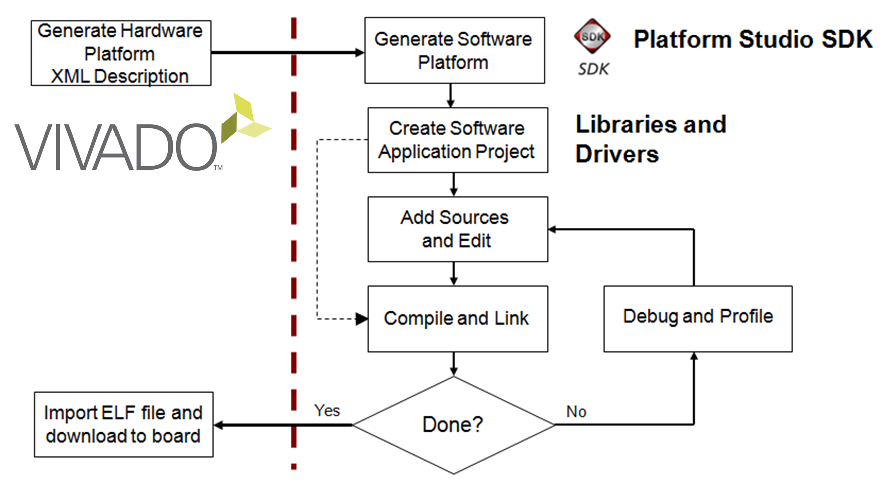 Generate Hardware
Platform
XML Description
Generate Software
Platform
SDK
SDK
Platform Studio SDK
VIVADO™
Create Software
Application Project
Libraries and
Drivers
Add Sources
and Edit
Compile and Link
Debug and Profile
Import ELF file and
download to board
Yes
Done?
No